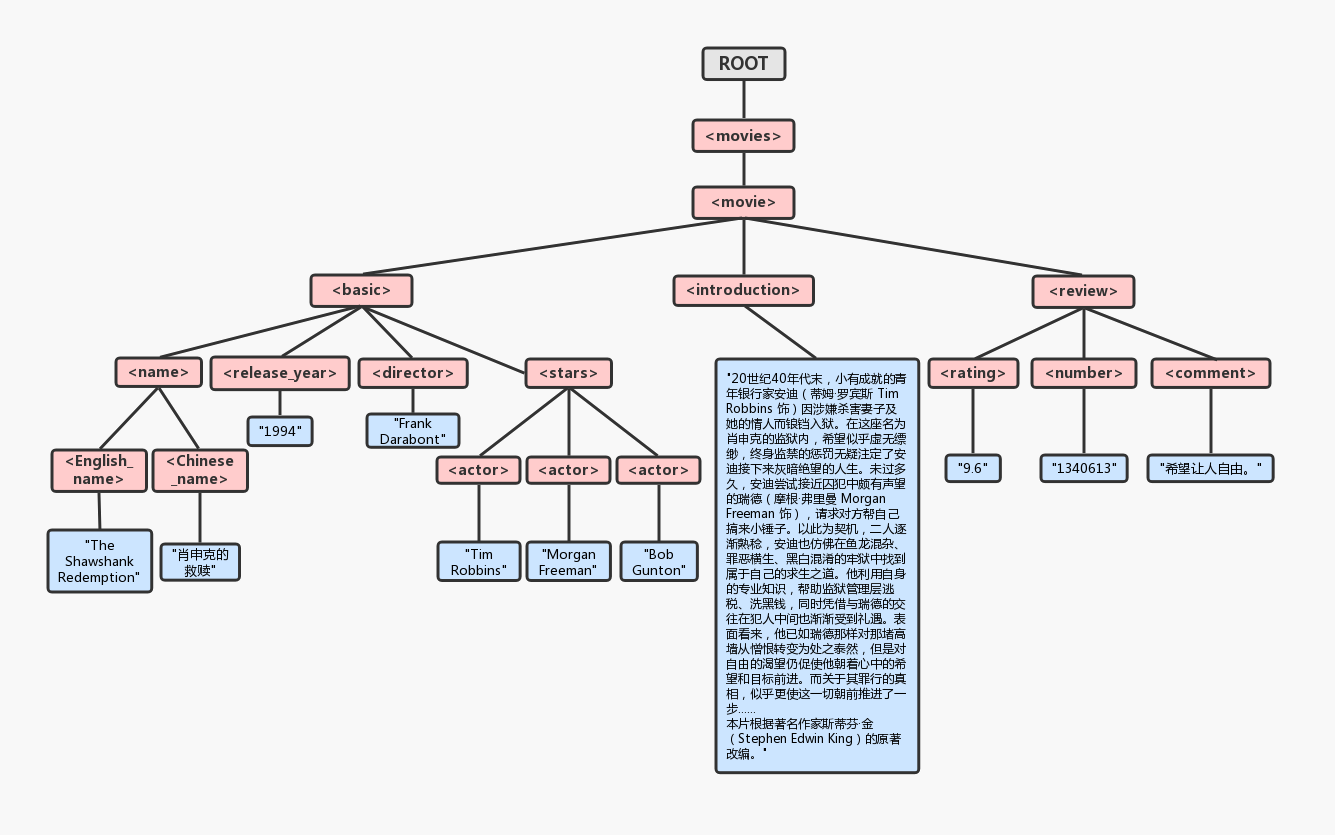 ROOT
<movies>
<movie>
<basic>
<introduction>
<review>
<name>
<release_year>
<director>
<stars>
<rating>
<number>
<comment>
"1994"
"Frank
Darabont"
<English_
name>
<Chinese
_name>
<actor>
<actor>
<actor>
"9.6"
"1340613"
"希望让人自由。"
"The
Shawshank
Redemption"
"肖申克的
救赎"
"Tim
Robbins"
"Morgan
Freeman"
"Bob
Gunton"
"20世纪40年代末，小有成就的青
年银行家安迪（蒂姆·罗宾斯 Tim
Robbins 饰）因涉嫌杀害妻子及
她的情人而锒铛入狱。在这座名为
肖申克的监狱内，希望似乎虚无缥
缈，终身监禁的惩罚无疑注定了安
迪接下来灰暗绝望的人生。未过多
久，安迪尝试接近囚犯中颇有声望
的瑞德（摩根·弗里曼 Morgan
Freeman 饰），请求对方帮自己
搞来小锤子。以此为契机，二人逐
渐熟稔，安迪也仿佛在鱼龙混杂、
罪恶横生、黑白混淆的牢狱中找到
属于自己的求生之道。他利用自身
的专业知识，帮助监狱管理层逃
税、洗黑钱，同时凭借与瑞德的交
往在犯人中间也渐渐受到礼遇。表
面看来，他已如瑞德那样对那堵高
墙从憎恨转变为处之泰然，但是对
自由的渴望仍促使他朝着心中的希
望和目标前进。而关于其罪行的真
相，似乎更使这一切朝前推进了一
步……
本片根据著名作家斯蒂芬·金
（Stephen Edwin King）的原著
改编。"